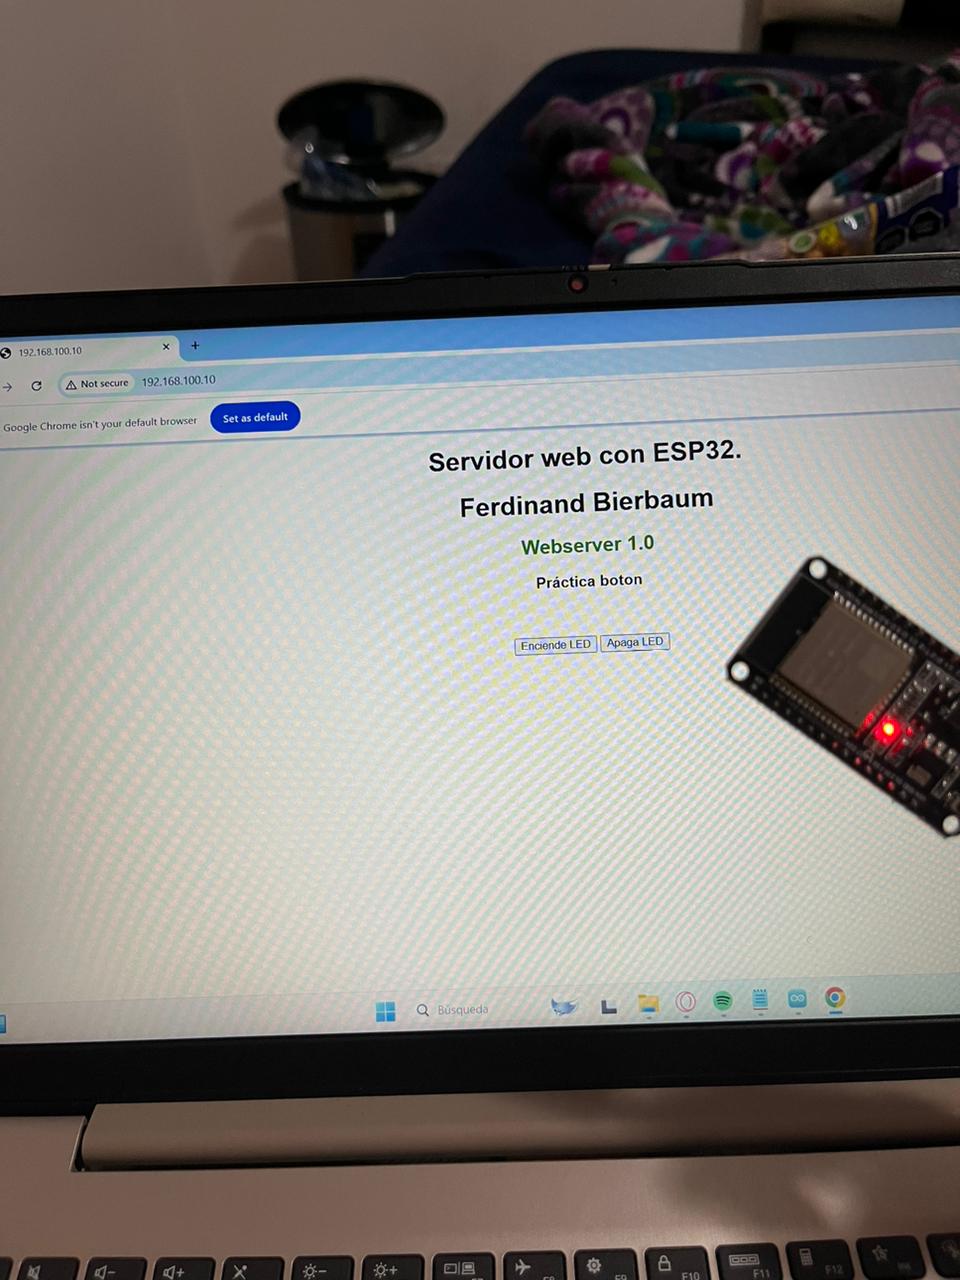 192.168.100.10
Not secure
192.168.100.10
Google Chrome isn't your default browser
Set as default
Servidor web con ESP32.
Ferdinand Bierbaum
Webserver 1.0
Práctica boton
Enciende LED
Apaga LED
Búsqueda
F9
F10
F11
F12